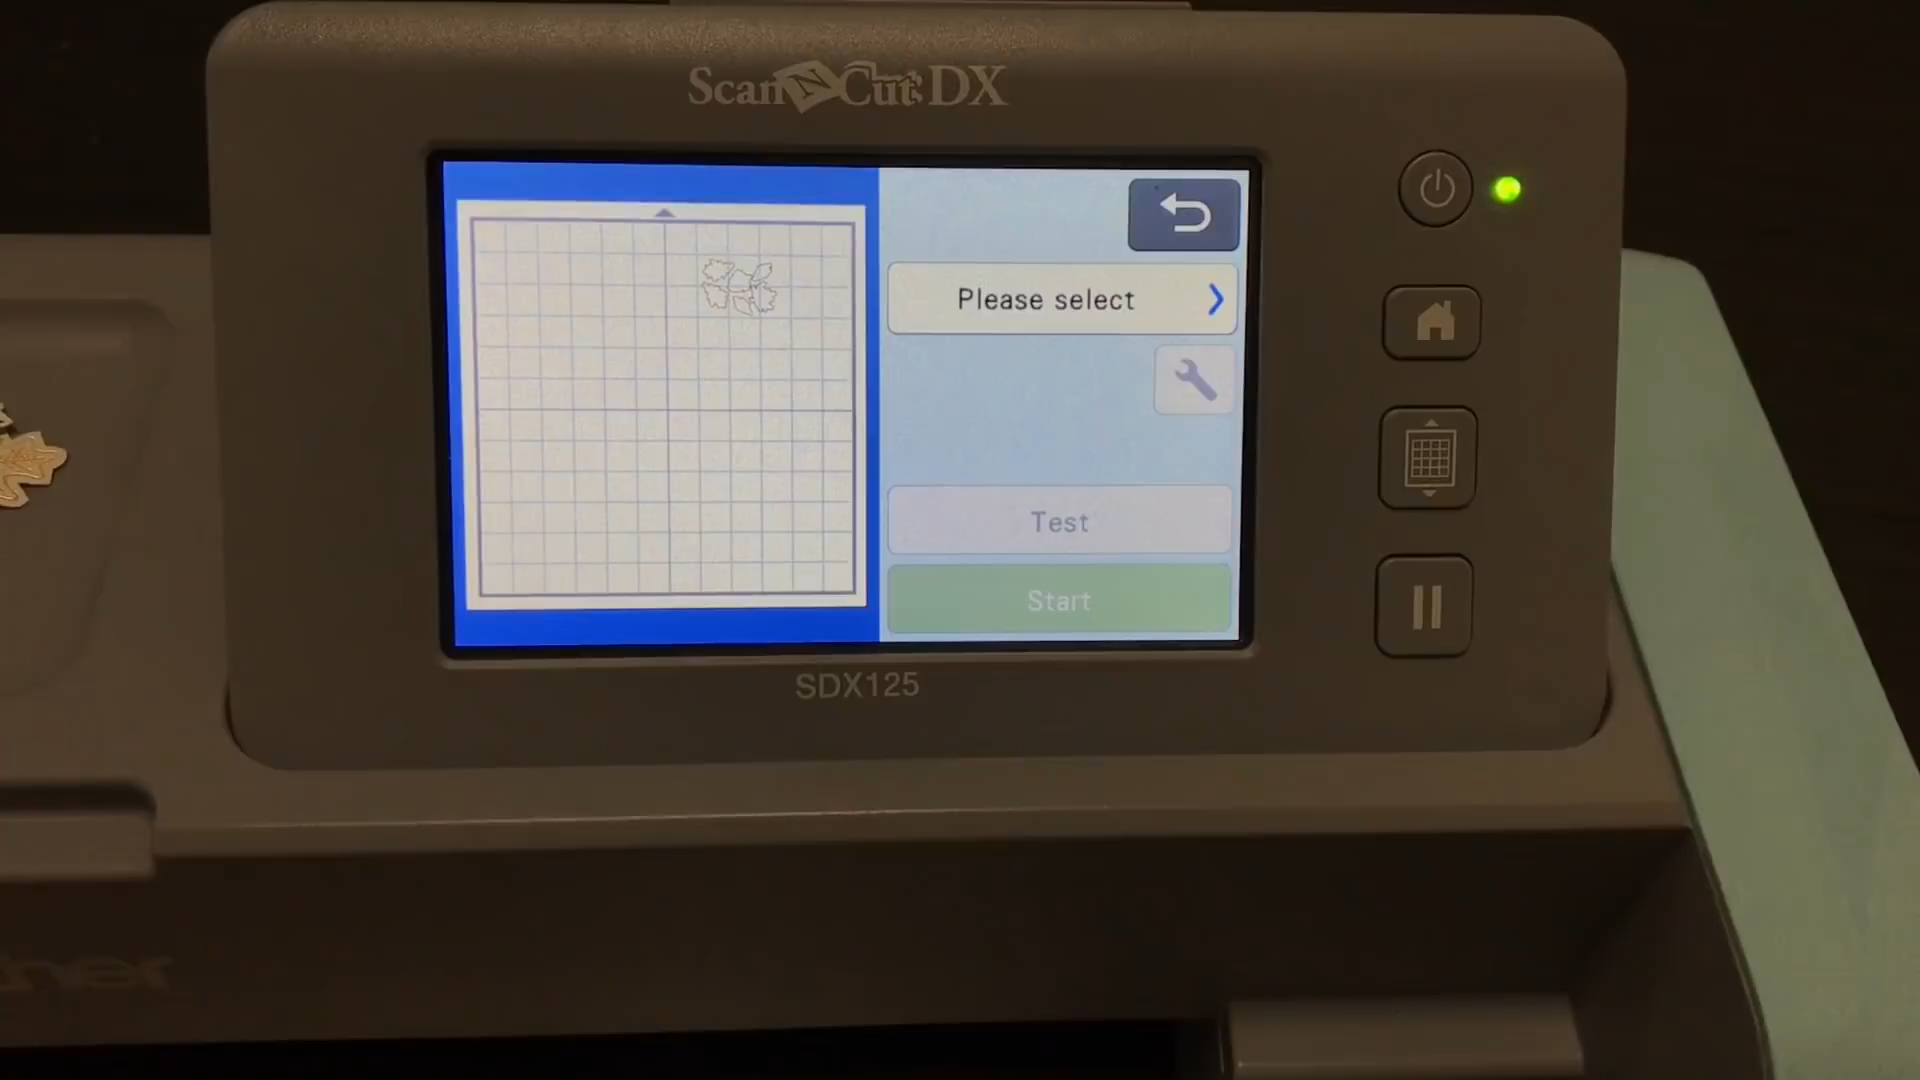 ScanNCut DX
Please select
Test
Start
SDX125